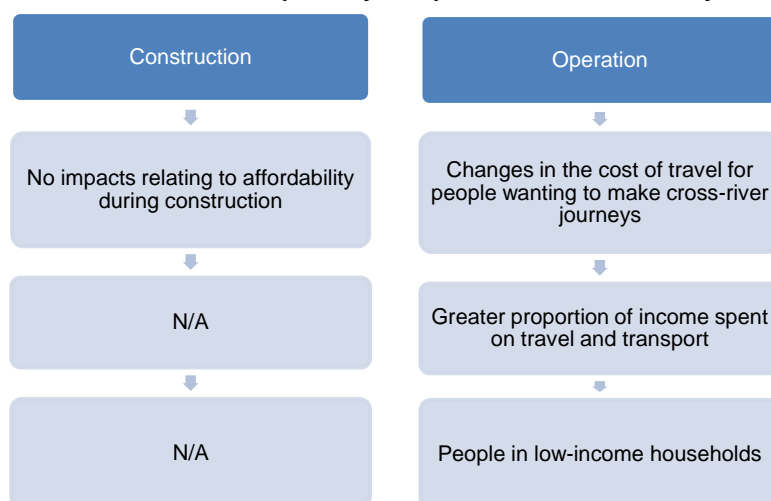 Construction
No impacts relating to affordability
during construction
N/A
N/A
Operation
Changes in the cost of travel for
people wanting to make cross-river
journeys
Greater proportion of income spent
on travel and transport
People in low-income households